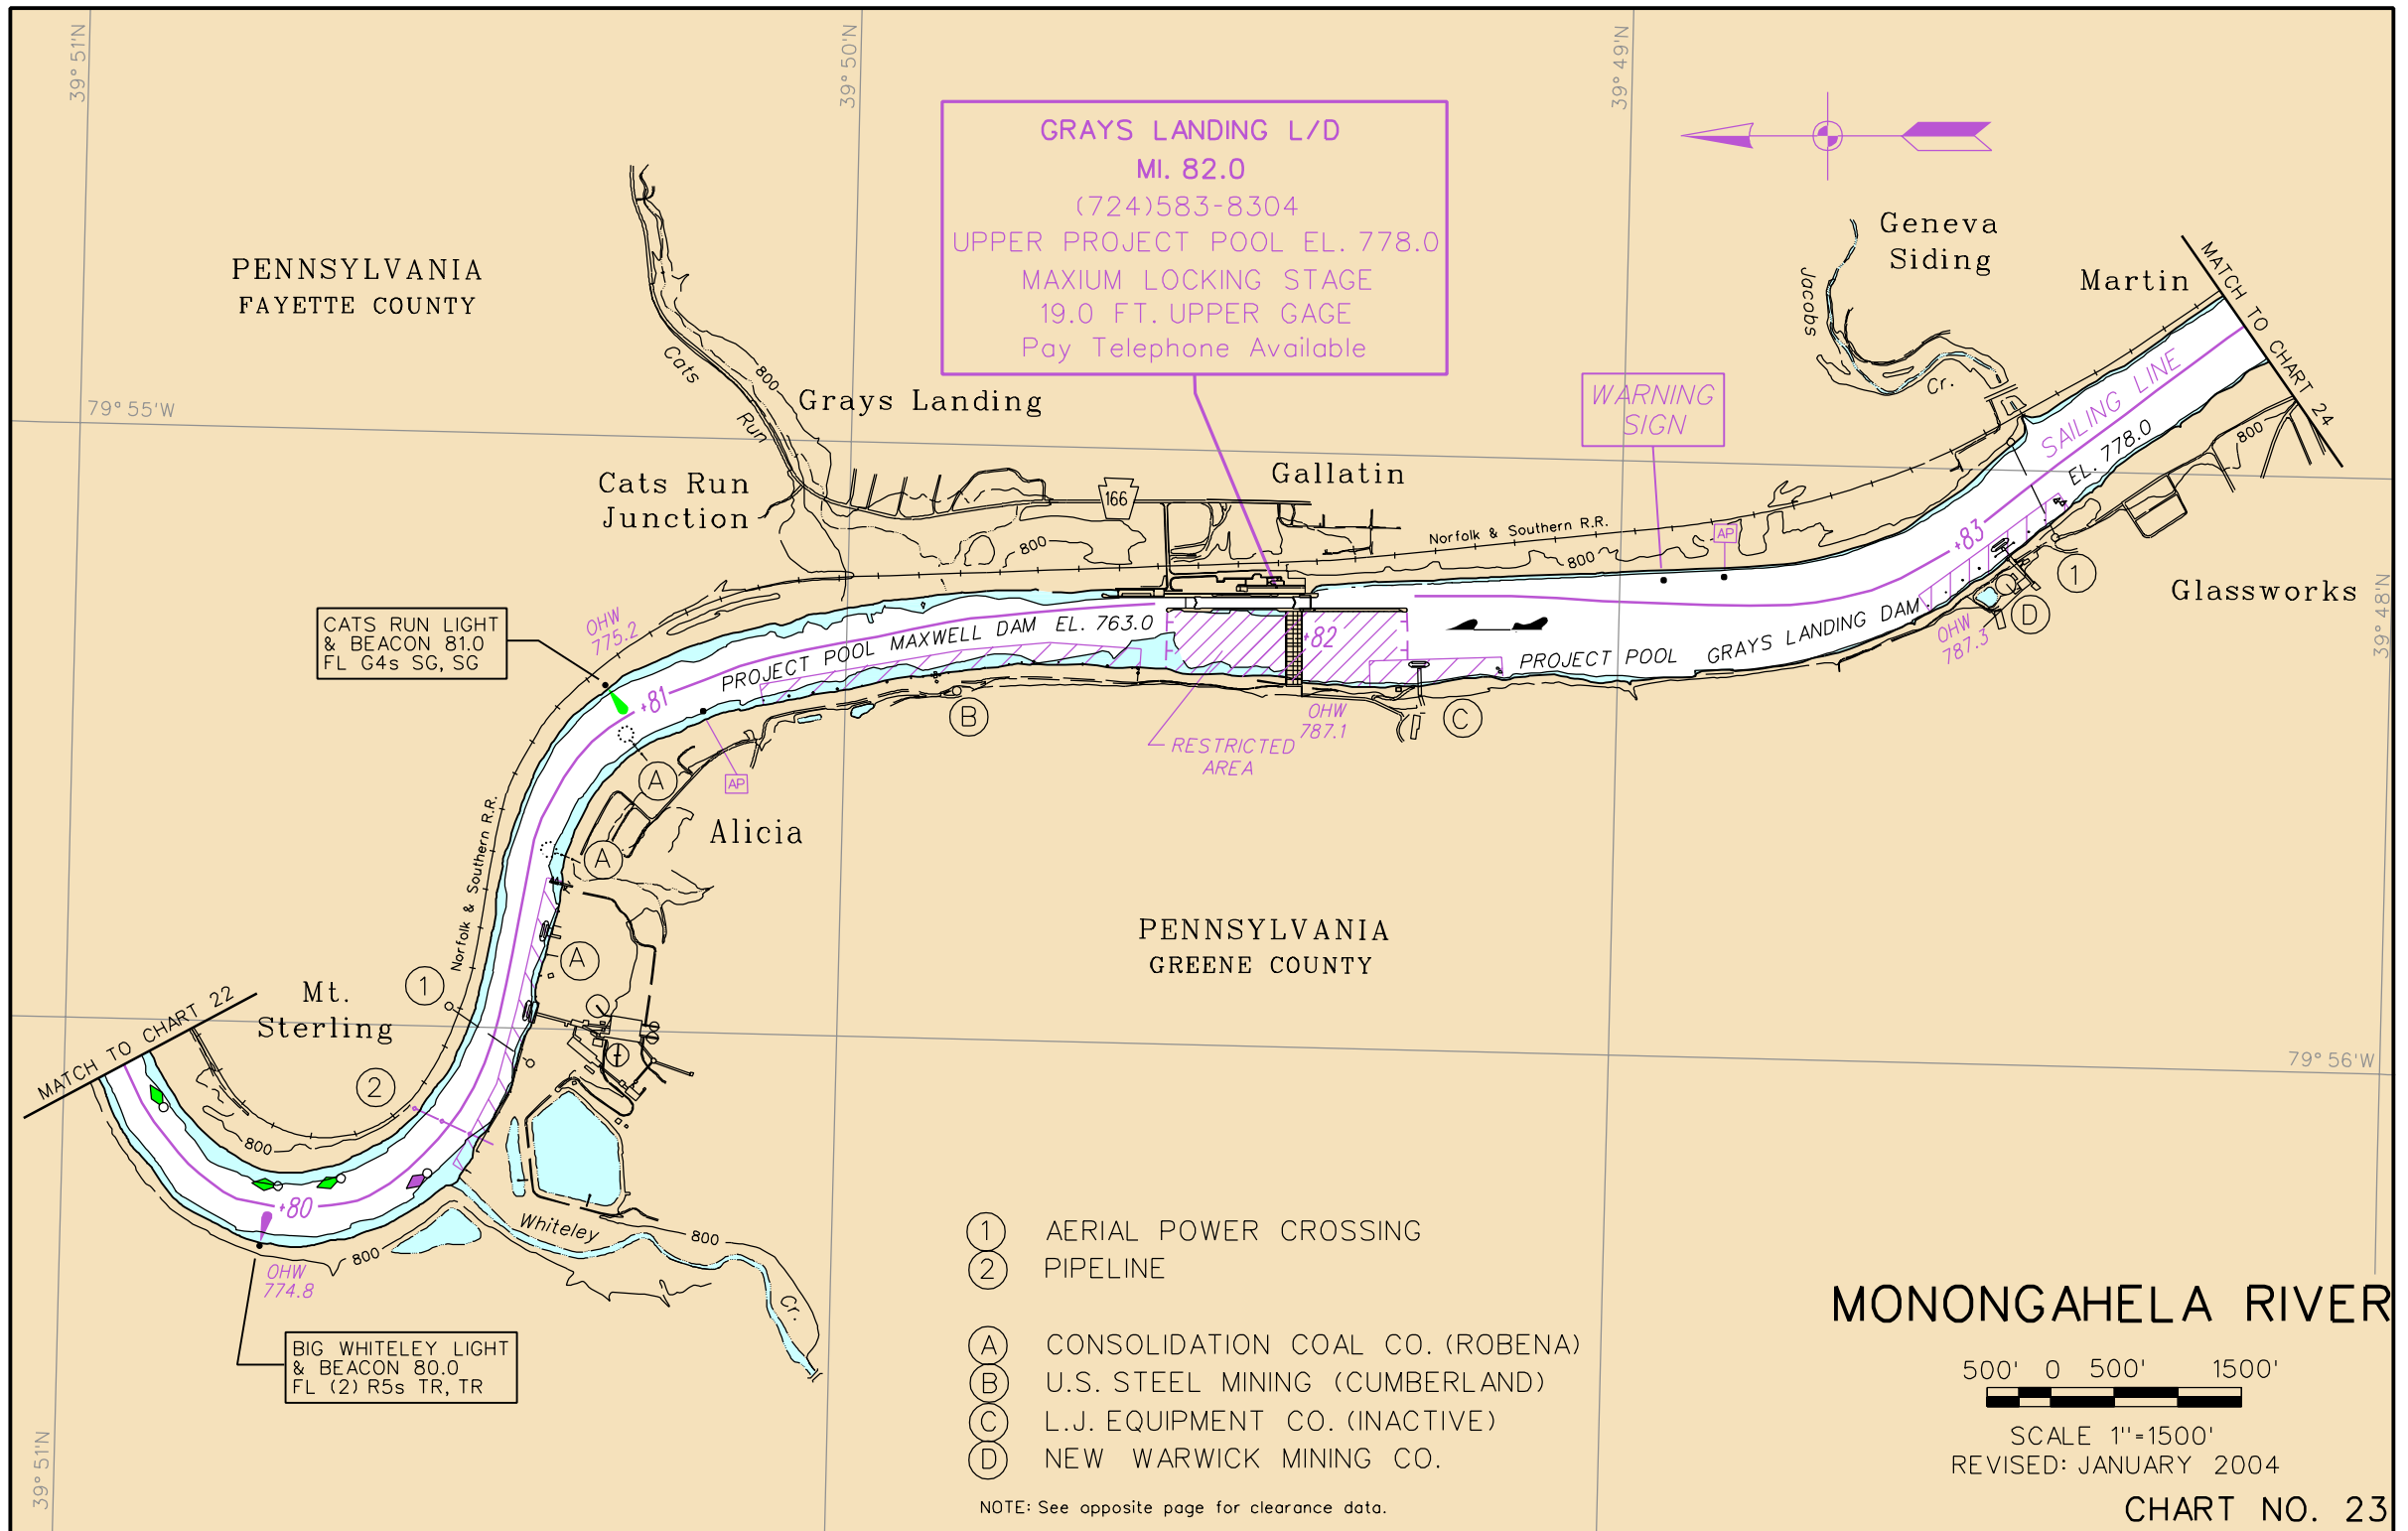 39° 51'N
39° 50'N
39° 49'N
GRAYS LANDING L/D
MI. 82.0
(724)583-8304
UPPER PROJECT POOL EL. 778.0
MAXIUM LOCKING STAGE
19.0 FT. UPPER GAGE
Pay Telephone Available
PENNSYLVANIA
FAYETTE COUNTY
Geneva
Siding
Martin
MATCH TO CHART 24
Jacobs
Cr.
Cats
Run
800
Grays Landing
79° 55'W
WARNING
SIGN
SAILING LINE
EL. 778.0
800
Cats Run
Junction
166
Gallatin
Norfolk & Southern R.R.
800
800
AP
+83
1
Glassworks
D
OHW
787.3
39° 48'N
OHW
775.2
CATS RUN LIGHT
& BEACON 81.0
FL G4s SG, SG
PROJECT POOL MAXWELL DAM EL. 763.0
+82
PROJECT POOL GRAYS LANDING DAM
+81
B
OHW
787.1
C
RESTRICTED
AREA
A
AP
Alicia
A
Norfolk & Southern R.R.
A
PENNSYLVANIA
GREENE COUNTY
1
Mt.
Sterling
MATCH TO CHART 22
2
79° 56'W
800
+80
Whiteley
Cr.
800
800
OHW
774.8
BIG WHITELEY LIGHT
& BEACON 80.0
FL (2) R5s TR, TR
1 AERIAL POWER CROSSING
2 PIPELINE
A CONSOLIDATION COAL CO. (ROBENA)
B U.S. STEEL MINING (CUMBERLAND)
C L.J. EQUIPMENT CO. (INACTIVE)
D NEW WARWICK MINING CO.
NOTE: See opposite page for clearance data.
MONONGAHELA RIVER
500' 0 500' 1500'
SCALE 1"=1500'
REVISED: JANUARY 2004
CHART NO. 23
39° 51'N